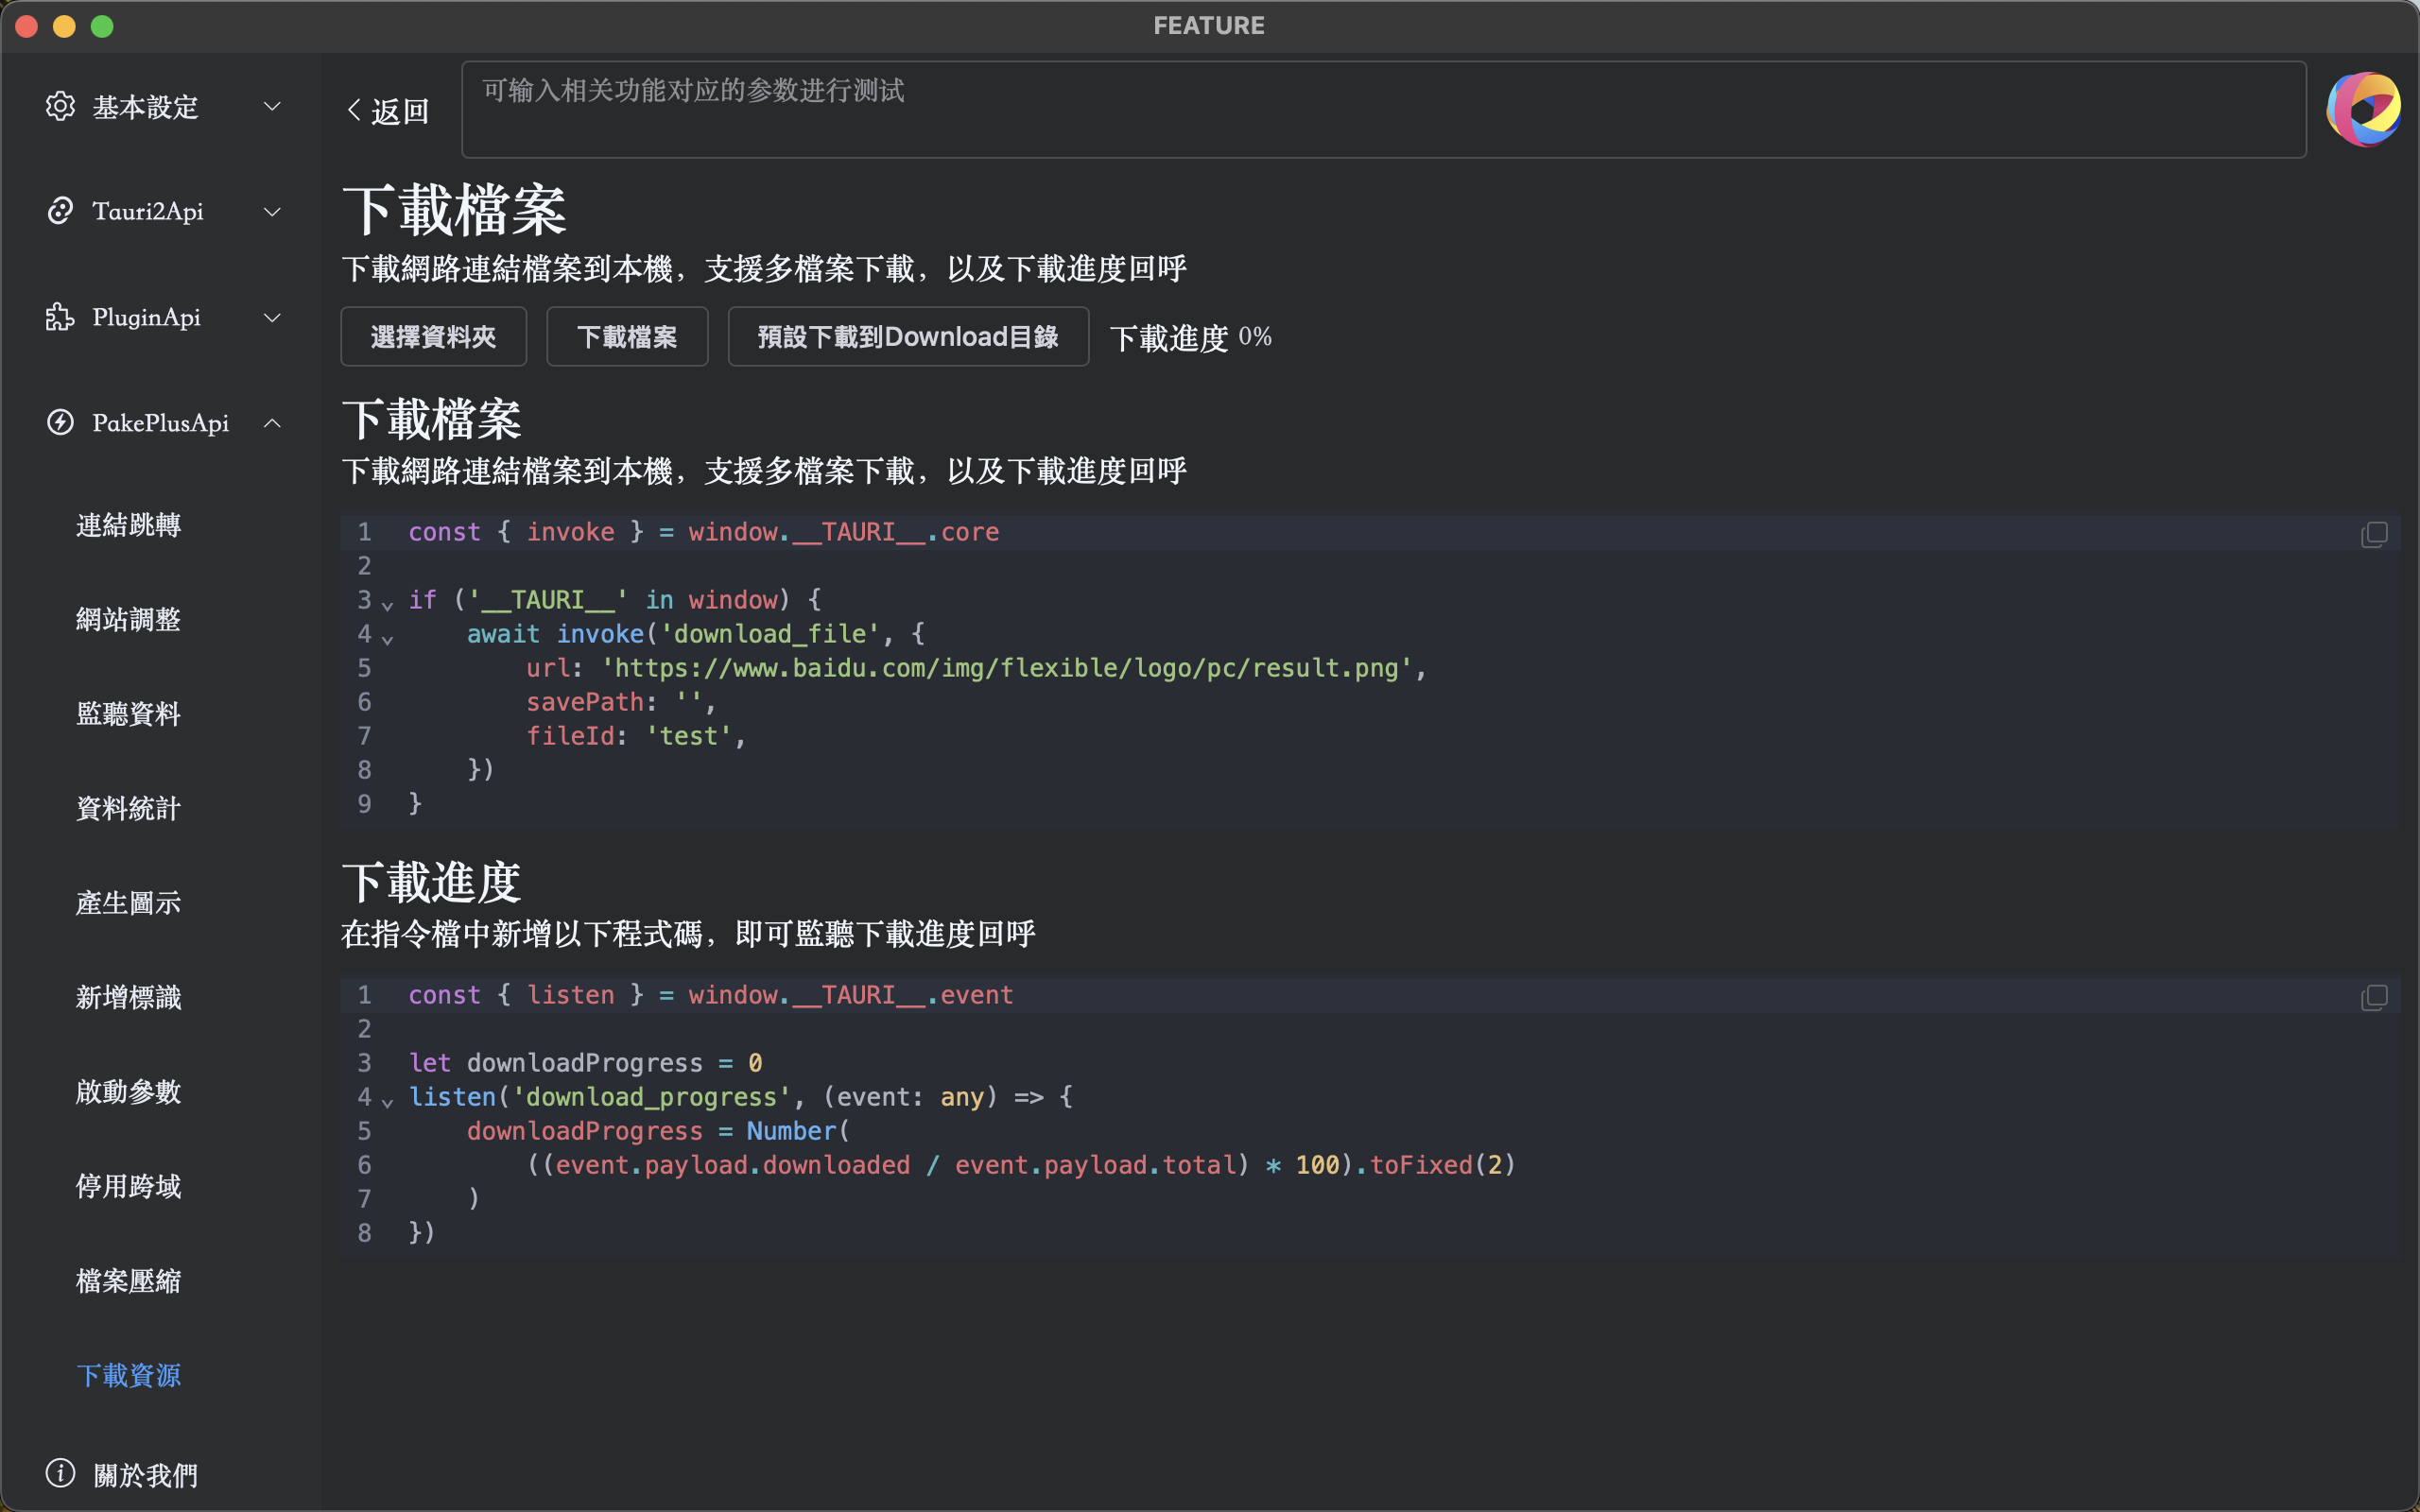 FEATURE
基本設定
Tauri2Api
PluginApi
PakePlusApi
連結跳轉
網站調整
監聽資料
資料統計
產生圖示
新增標識
啟動參數
停用跨域
檔案壓縮
下載資源
關於我們
返回
可输入相关功能对应的参数进行测试
下載檔案
下載網路連結檔案到本機，支援多檔案下載，以及下載進度回呼
選擇資料夾 下載檔案 預設下載到Download目錄 下載進度 0%
下載檔案
下載網路連結檔案到本機，支援多檔案下載，以及下載進度回呼
1 const { invoke } = window.__TAURI__.core
2
3 if ('__TAURI__' in window) {
4     await invoke('download_file', {
5         url: 'https://www.baidu.com/img/flexible/logo/pc/result.png',
6         savePath: '',
7         fileId: 'test',
8     })
9 }
下載進度
在指令檔中新增以下程式碼，即可監聽下載進度回呼
1 const { listen } = window.__TAURI__.event
2
3 let downloadProgress = 0
4 listen('download_progress', (event: any) => {
5     downloadProgress = Number(
6         ((event.payload.downloaded / event.payload.total) * 100).toFixed(2)
7     )
8 })